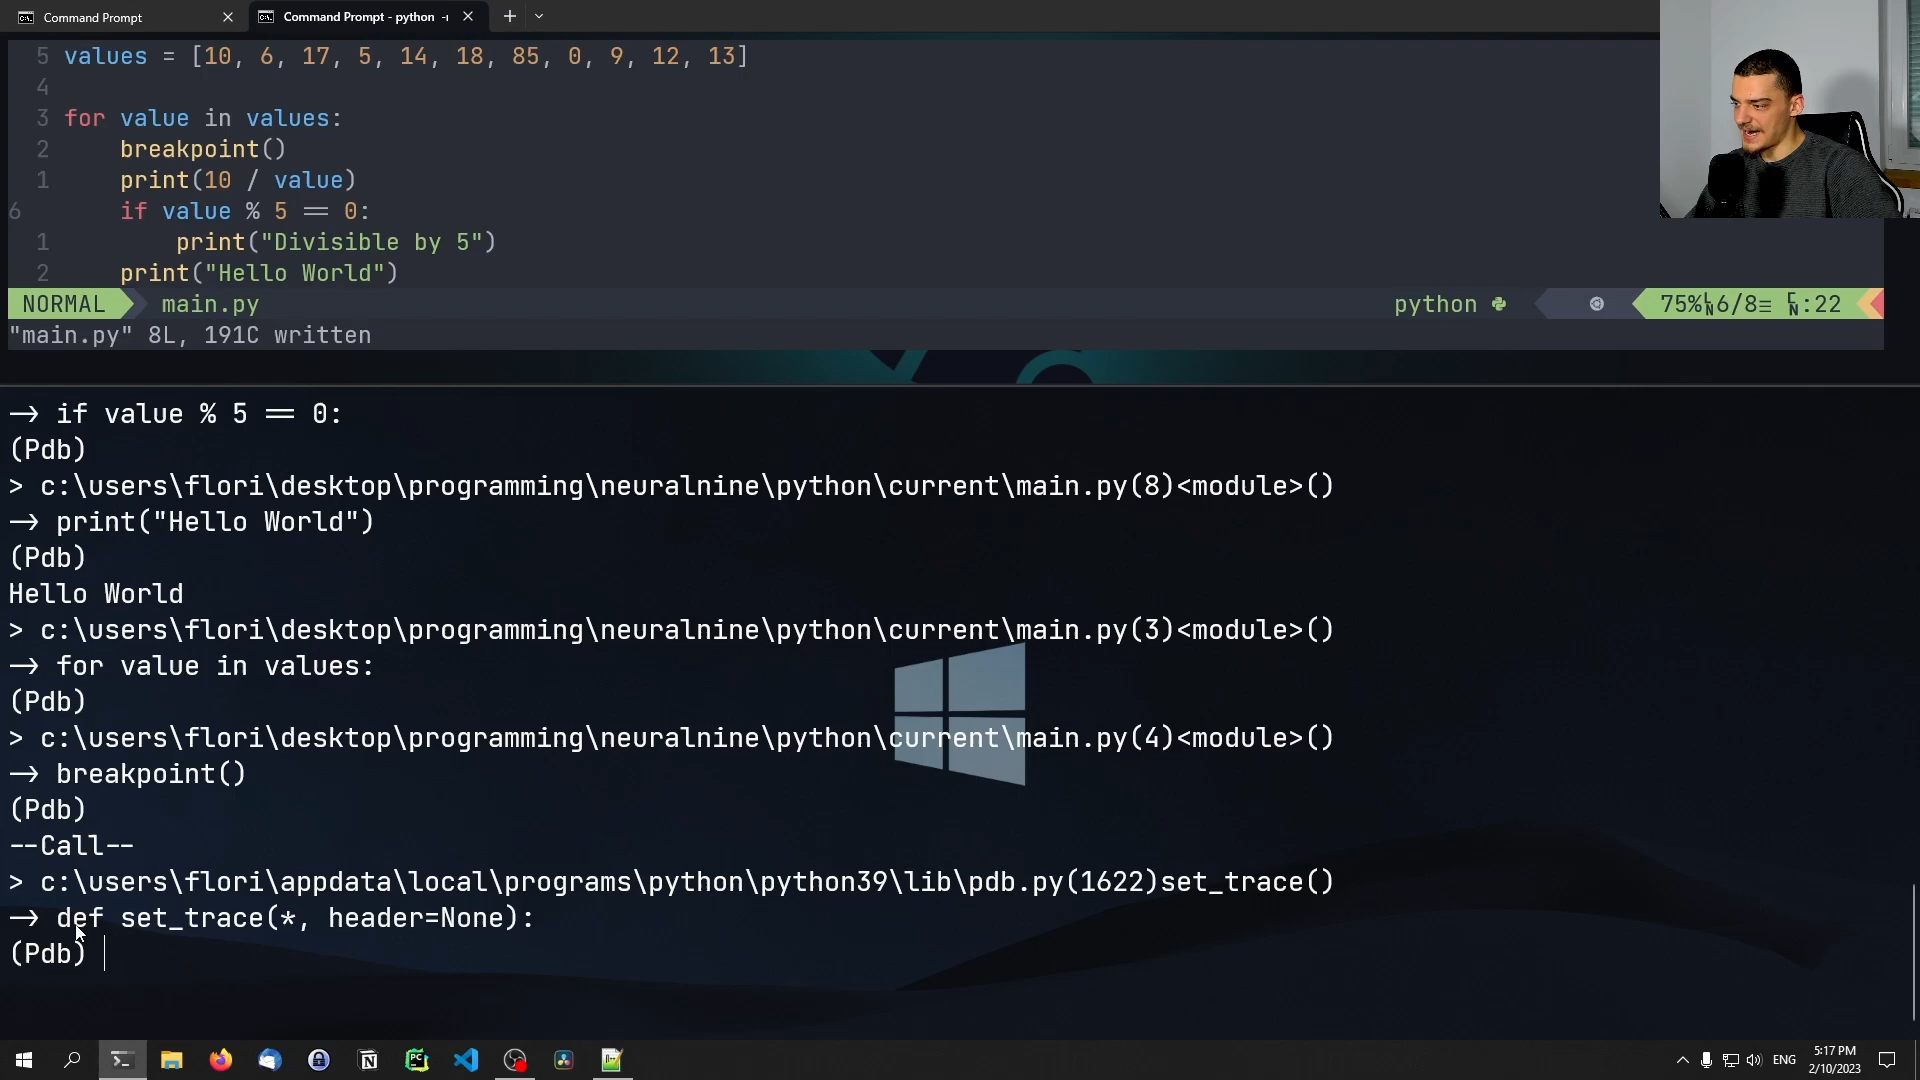 Command Prompt
Command Prompt - python
5 values = [10, 6, 17, 5, 14, 18, 85, 0, 9, 12, 13]
4
3 for value in values:
2     breakpoint()
1     print(10 / value)
6     if value % 5 == 0:
1         print("Divisible by 5")
2     print("Hello World")
NORMAL main.py python 75% 6/8 :22
"main.py" 8L, 191C written
-> if value % 5 == 0:
(Pdb)
> c:\users\flori\desktop\programming\neuralnine\python\current\main.py(8)<module>()
-> print("Hello World")
(Pdb)
Hello World
> c:\users\flori\desktop\programming\neuralnine\python\current\main.py(3)<module>()
-> for value in values:
(Pdb)
> c:\users\flori\desktop\programming\neuralnine\python\current\main.py(4)<module>()
-> breakpoint()
(Pdb)
--Call--
> c:\users\flori\appdata\local\programs\python\python39\lib\pdb.py(1622)set_trace()
-> def set_trace(*, header=None):
(Pdb)
ENG
5:17 PM
2/10/2023